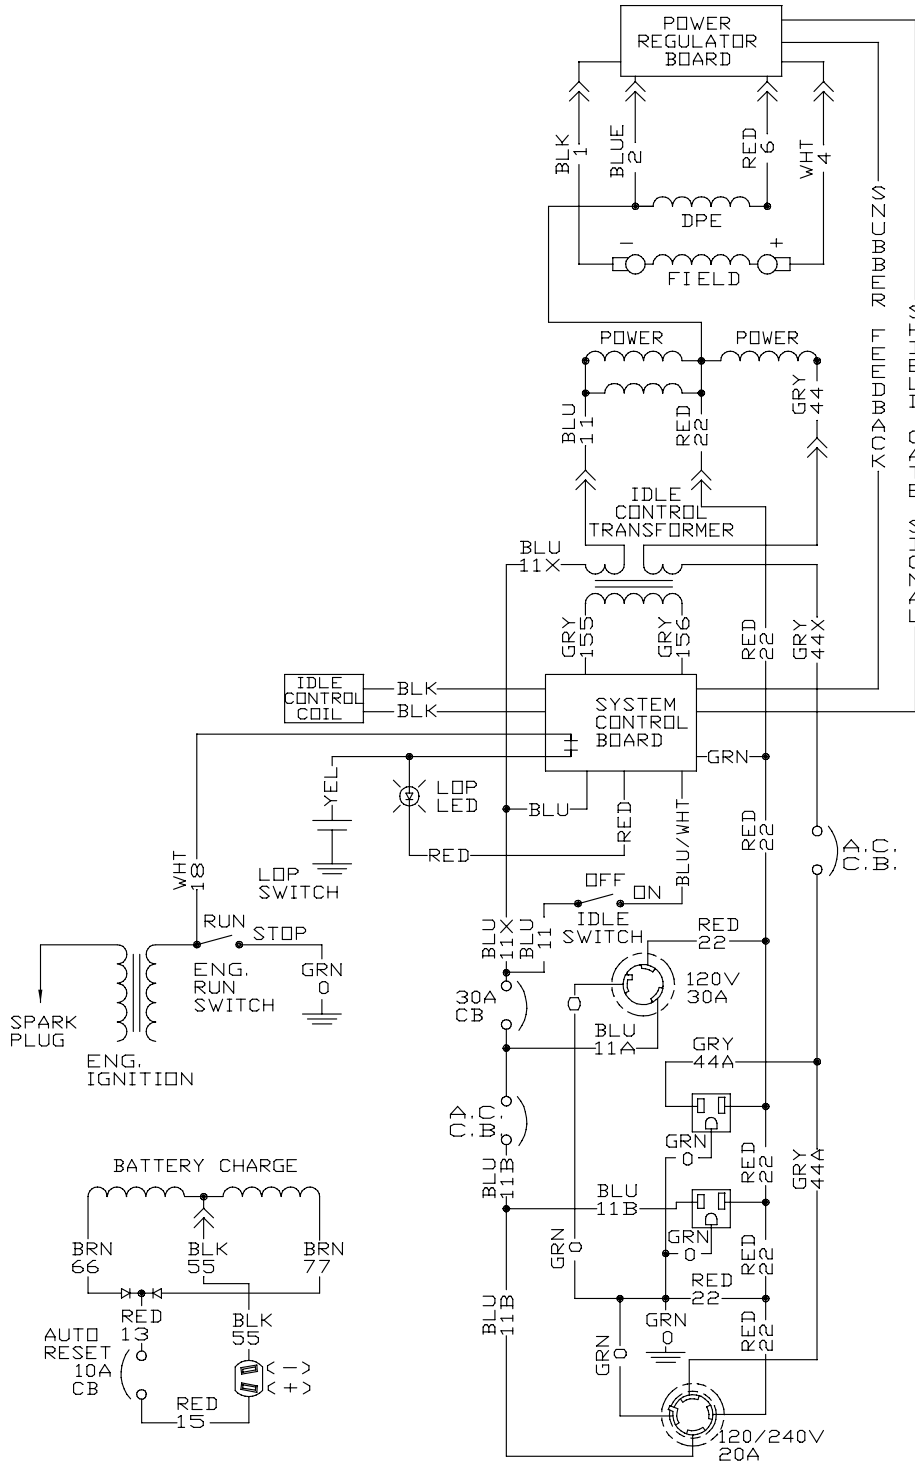 POWER
REGULATOR
BOARD
BLK
1
BLUE
2
RED
6
WHT
4
DPE
-
+
FIELD
SNUBBER FEEDBACK
POWER
POWER
BLU
11
RED
22
GRY
44
IDLE
CONTROL
TRANSFORMER
BLU
11X
GRY
155
GRY
156
RED
22
GRY
44X
IDLE
CONTROL
COIL
BLK
BLK
SYSTEM
CONTROL
BOARD
GRN
YEL
LOP
LED
BLU
RED
BLU/WHT
RED
22
A.C.
C.B.
RED
WHT
18
LOP
SWITCH
OFF
ON
IDLE
SWITCH
BLU
11X
BLU
11
RED
22
RUN
STOP
ENG.
RUN
SWITCH
GRN
0
SPARK
PLUG
ENG.
IGNITION
30A
CB
0
120V
30A
BLU
11A
GRY
44A
A.C.
C.B.
GRN
0
RED
22
GRY
44A
BLU
11B
BLU
11B
GRN
0
GRN
0
RED
22
BATTERY CHARGE
BRN
66
BLK
55
BRN
77
RED
22
RED
13
BLK
55
BLU
11B
GRN
0
GRN
0
RED
22
AUTO
RESET
10A
CB
(-)
(+)
RED
15
120/240V
20A